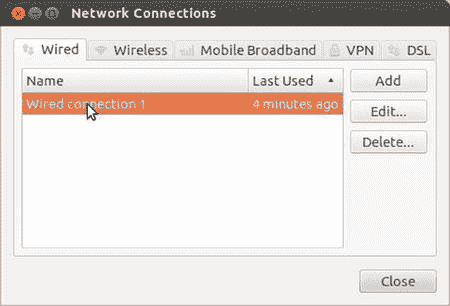 Network Connections
Wired Wireless Mobile Broadband VPN DSL
Name Last Used Add
Wired connection 1 4 minutes ago
Edit...
Delete...
Close